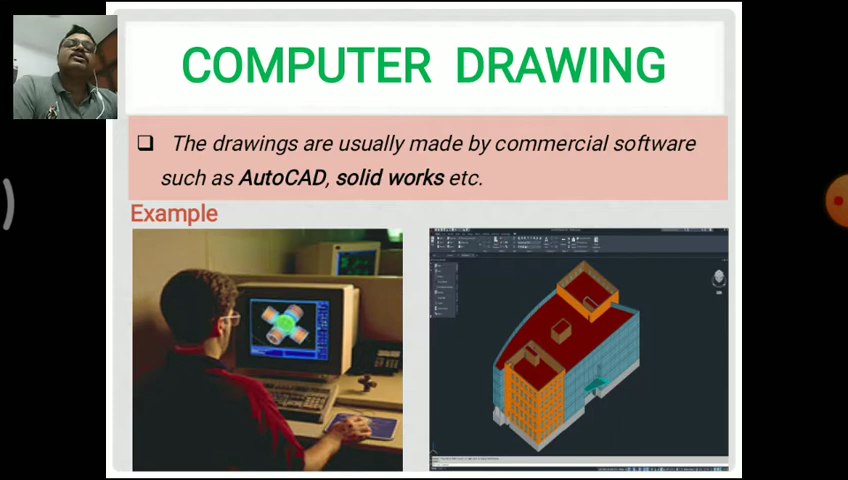 COMPUTER DRAWING
❑ The drawings are usually made by commercial software
such as AutoCAD, solid works etc.
Example